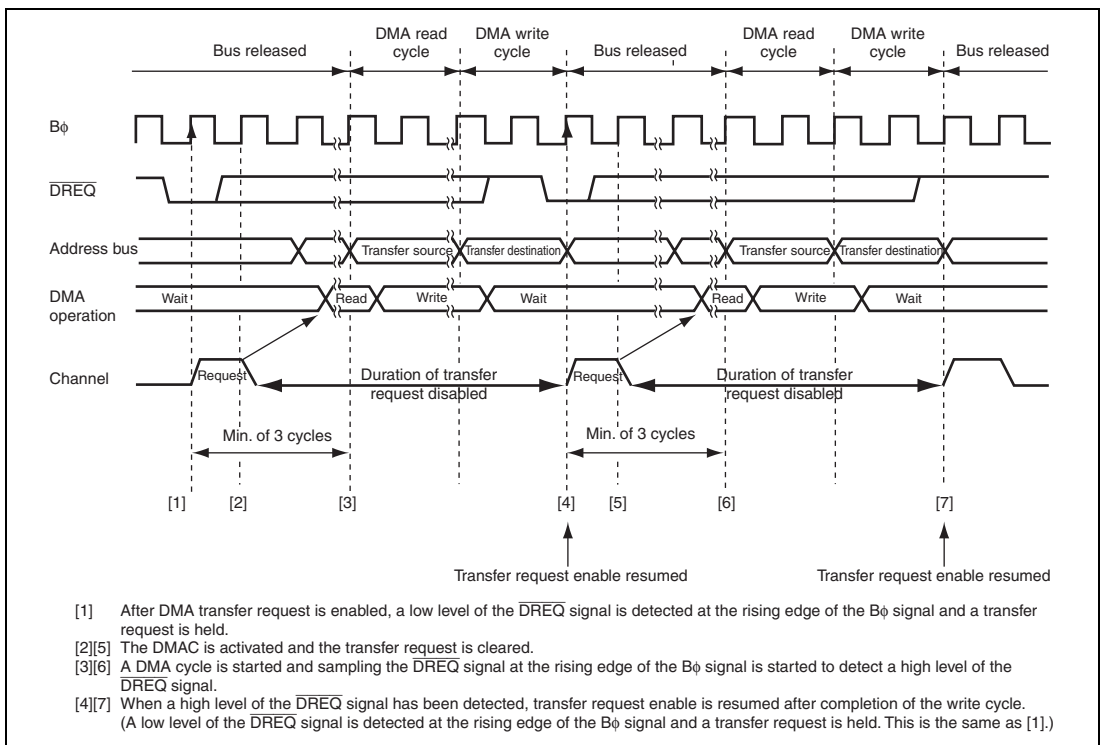 DMA read cycle
DMA write cycle
DMA read cycle
DMA write cycle
Bus released
Bus released
Bus released
Bφ
DREQ
Address bus
Transfer source
Transfer destination
Transfer source
Transfer destination
DMA operation
Wait
Read
Write
Wait
Read
Write
Wait
Channel
Request
Duration of transfer request disabled
Request
Duration of transfer request disabled
Min. of 3 cycles
Min. of 3 cycles
[1]
[2]
[3]
[4]
[5]
[6]
[7]
Transfer request enable resumed
Transfer request enable resumed
[1] After DMA transfer request is enabled, a low level of the DREQ signal is detected at the rising edge of the Bφ signal and a transfer
request is held.
[2][5] The DMAC is activated and the transfer request is cleared.
[3][6] A DMA cycle is started and sampling the DREQ signal at the rising edge of the Bφ signal is started to detect a high level of the
DREQ signal.
[4][7] When a high level of the DREQ signal has been detected, transfer request enable is resumed after completion of the write cycle.
(A low level of the DREQ signal is detected at the rising edge of the Bφ signal and a transfer request is held. This is the same as [1].)